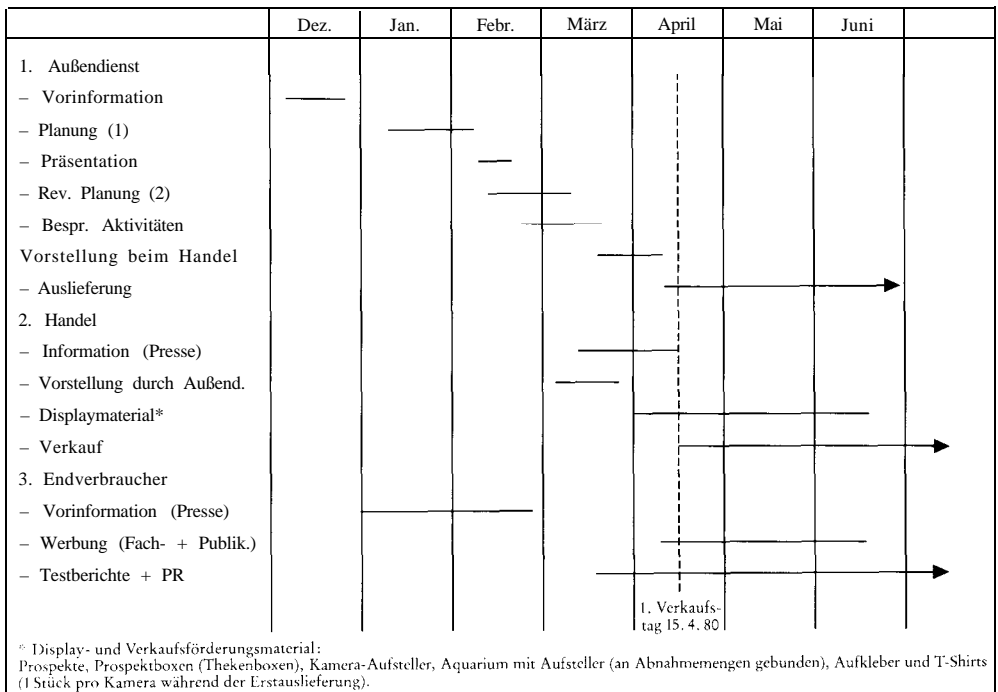 Dez. Jan. Febr. März April Mai Juni
1. Außendienst
– Vorinformation
– Planung (1)
– Präsentation
– Rev. Planung (2)
– Bespr. Aktivitäten
Vorstellung beim Handel
– Auslieferung
2. Handel
– Information (Presse)
– Vorstellung durch Außend.
– Displaymaterial*
– Verkauf
3. Endverbraucher
– Vorinformation (Presse)
– Werbung (Fach- + Publik.)
– Testberichte + PR
1. Verkaufs-
tag 15. 4. 80
* Display- und Verkaufsförderungsmaterial:
Prospekte, Prospektboxen (Thekenboxen), Kamera-Aufsteller, Aquarium mit Aufsteller (an Abnahmemengen gebunden), Aufkleber und T-Shirts
(1 Stück pro Kamera während der Erstauslieferung).